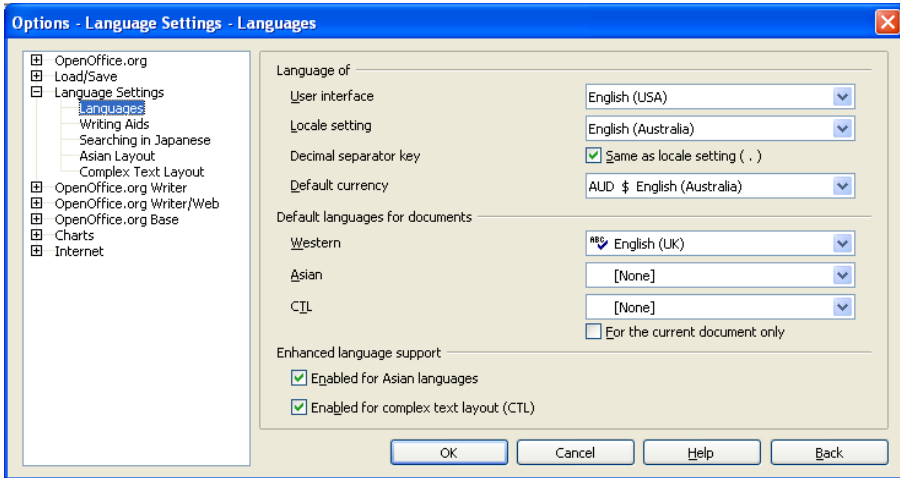 Options - Language Settings - Languages
OpenOffice.org
Load/Save
Language Settings
Languages
Writing Aids
Searching in Japanese
Asian Layout
Complex Text Layout
OpenOffice.org Writer
OpenOffice.org Writer/Web
OpenOffice.org Base
Charts
Internet
Language of
User interface English (USA)
Locale setting English (Australia)
Decimal separator key Same as locale setting ( . )
Default currency AUD $ English (Australia)
Default languages for documents
Western ABC English (UK)
Asian [None]
CTL [None]
For the current document only
Enhanced language support
Enabled for Asian languages
Enabled for complex text layout (CTL)
OK Cancel Help Back